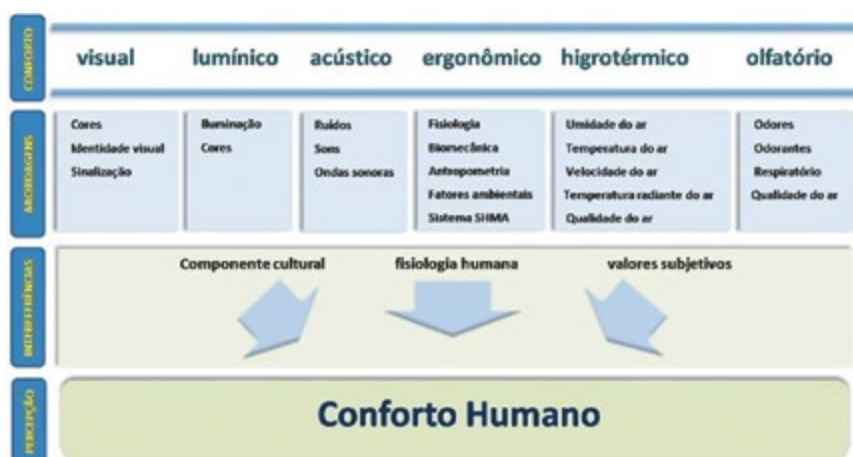 CONFORTO
visual lumínico acústico ergonômico higrotérmico olfatório
ABORDAGENS
Cores
Identidade visual
Sinalização
Iluminação
Cores
Ruídos
Sons
Ondas sonoras
Fisiologia
Biomecânica
Antropometria
Fatores ambientais
Sistema SHMA
Umidade do ar
Temperatura do ar
Velocidade do ar
Temperatura radiante do ar
Qualidade do ar
Odores
Odorantes
Respiratório
Qualidade do ar
Componente cultural fisiologia humana valores subjetivos
PERCEPÇÃO
Conforto Humano